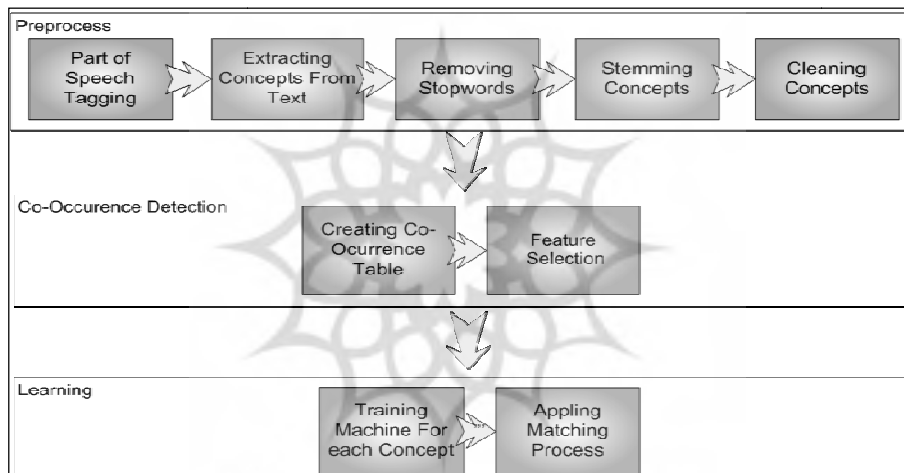 Preprocess
Part of
Speech
Tagging
Extracting
Concepts From
Text
Removing
Stopwords
Stemming
Concepts
Cleaning
Concepts
Co-Occurence Detection
Creating Co-
Ocurrence
Table
Feature
Selection
Learning
Training
Machine For
each Concept
Appling
Matching
Process